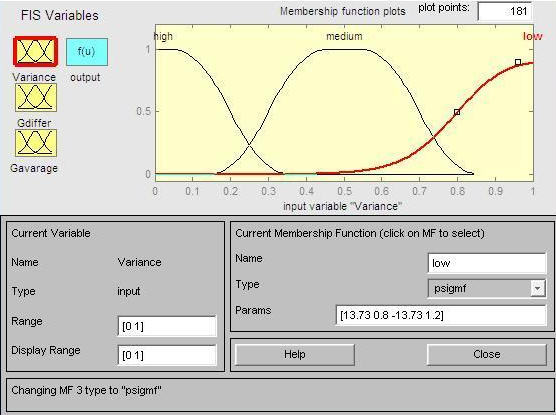 FIS Variables
Membership function plots
plot points:
181
high
medium
low
f(u)
Variance
output
Gdiffer
Gavarage
1
0.5
0
0
0.1
0.2
0.3
0.4
0.5
0.6
0.7
0.8
0.9
1
input variable "Variance"
Current Variable
Name
Variance
Type
input
Range
[0 1]
Display Range
[0 1]
Current Membership Function (click on MF to select)
Name
low
Type
psigmf
Params
[13.73 0.8 -13.73 1.2]
Help
Close
Changing MF 3 type to "psigmf"